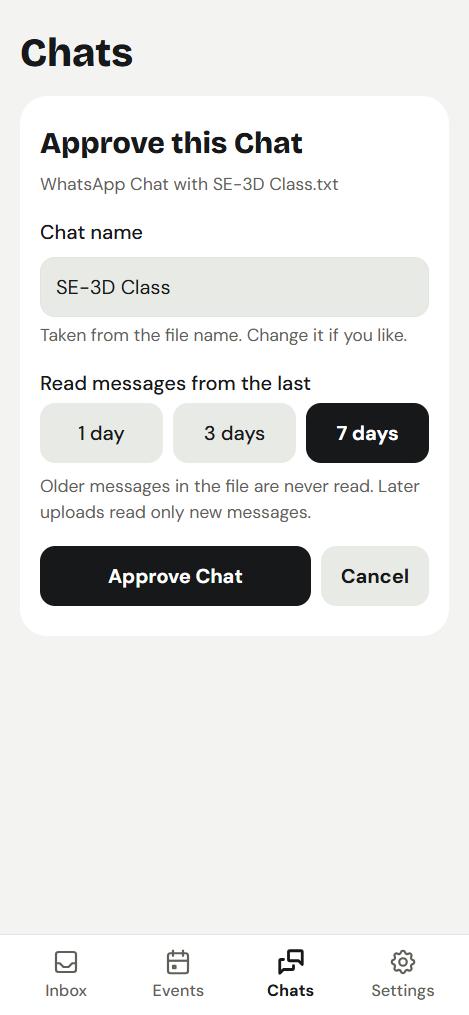 Chats
Approve this Chat
WhatsApp Chat with SE-3D Class.txt
Chat name
SE-3D Class
Taken from the file name. Change it if you like.
Read messages from the last
1 day
3 days
7 days
Older messages in the file are never read. Later
uploads read only new messages.
Approve Chat
Cancel
Inbox
Events
Chats
Settings